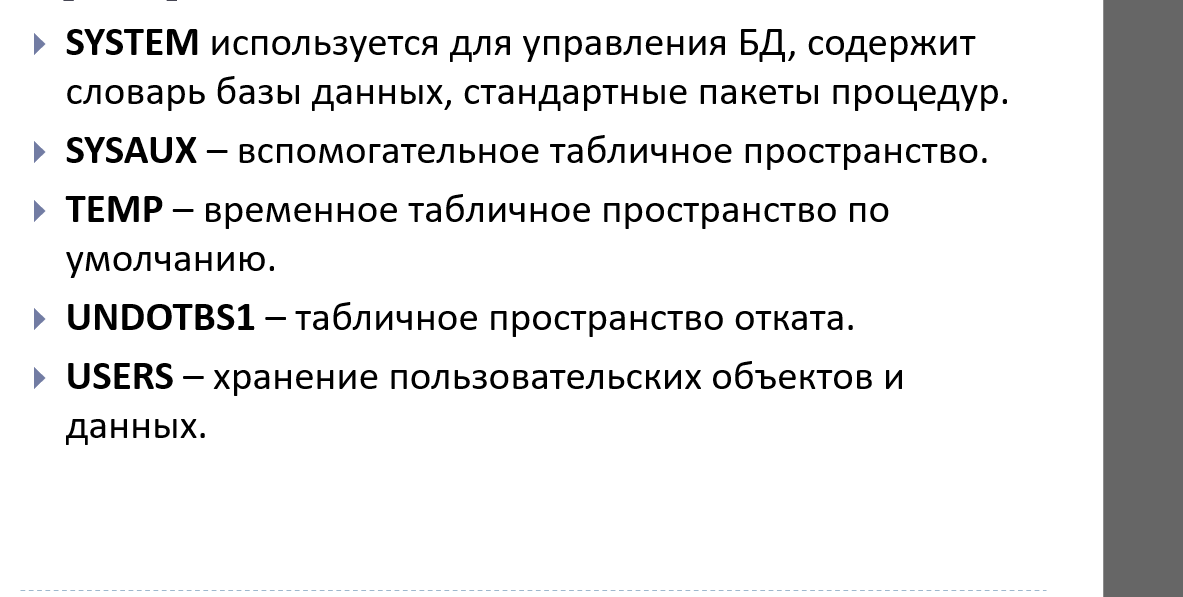 SYSTEM используется для управления БД, содержит
словарь базы данных, стандартные пакеты процедур.
SYSAUX – вспомогательное табличное пространство.
TEMP – временное табличное пространство по
умолчанию.
UNDOTBS1 – табличное пространство отката.
USERS – хранение пользовательских объектов и
данных.